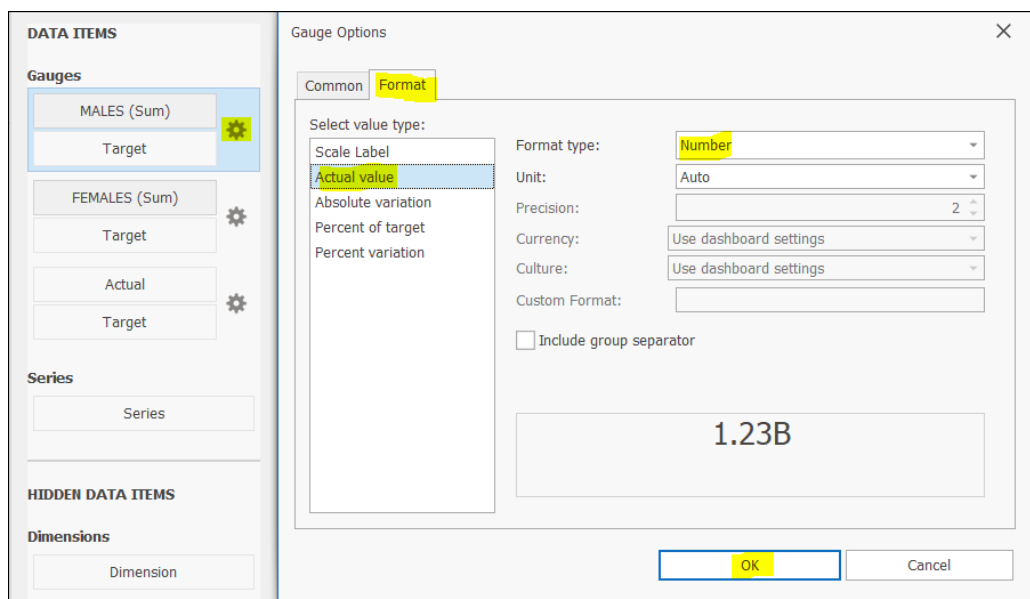 DATA ITEMS
Gauges
MALES (Sum)
Target
FEMALES (Sum)
Target
Actual
Target
Series
Series
HIDDEN DATA ITEMS
Dimensions
Dimension
Gauge Options
Common
Format
Select value type:
Scale Label
Actual value
Absolute variation
Percent of target
Percent variation
Format type:
Number
Unit:
Auto
Precision:
2
Currency:
Use dashboard settings
Culture:
Use dashboard settings
Custom Format:
Include group separator
1.23B
OK
Cancel